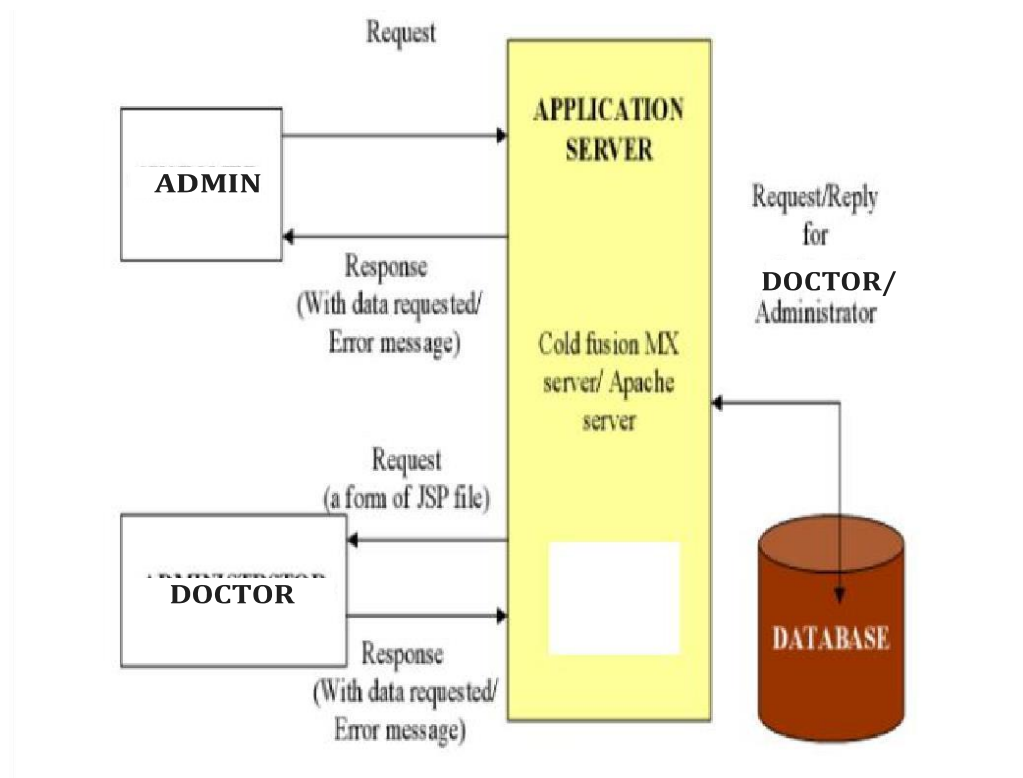 Request
APPLICATION
SERVER
ADMIN
Response
(With data requested/
Error message)
Request/Reply
for
DOCTOR/
Administrator
Cold fusion MX
server/ Apache
server
Request
(a form of JSP file)
DOCTOR
Response
(With data requested/
Error message)
DATABASE